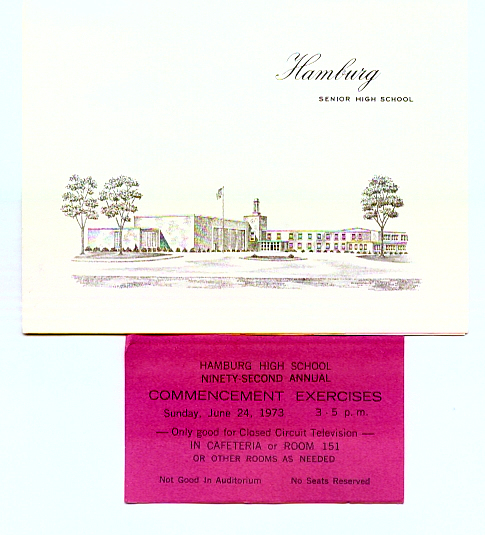 Hamburg
SENIOR HIGH SCHOOL
HAMBURG HIGH SCHOOL
NINETY-SECOND ANNUAL
COMMENCEMENT EXERCISES
Sunday, June 24, 1973 3 - 5 p. m.
— Only good for Closed Circuit Television —
IN CAFETERIA or ROOM 151
OR OTHER ROOMS AS NEEDED
Not Good In Auditorium No Seats Reserved